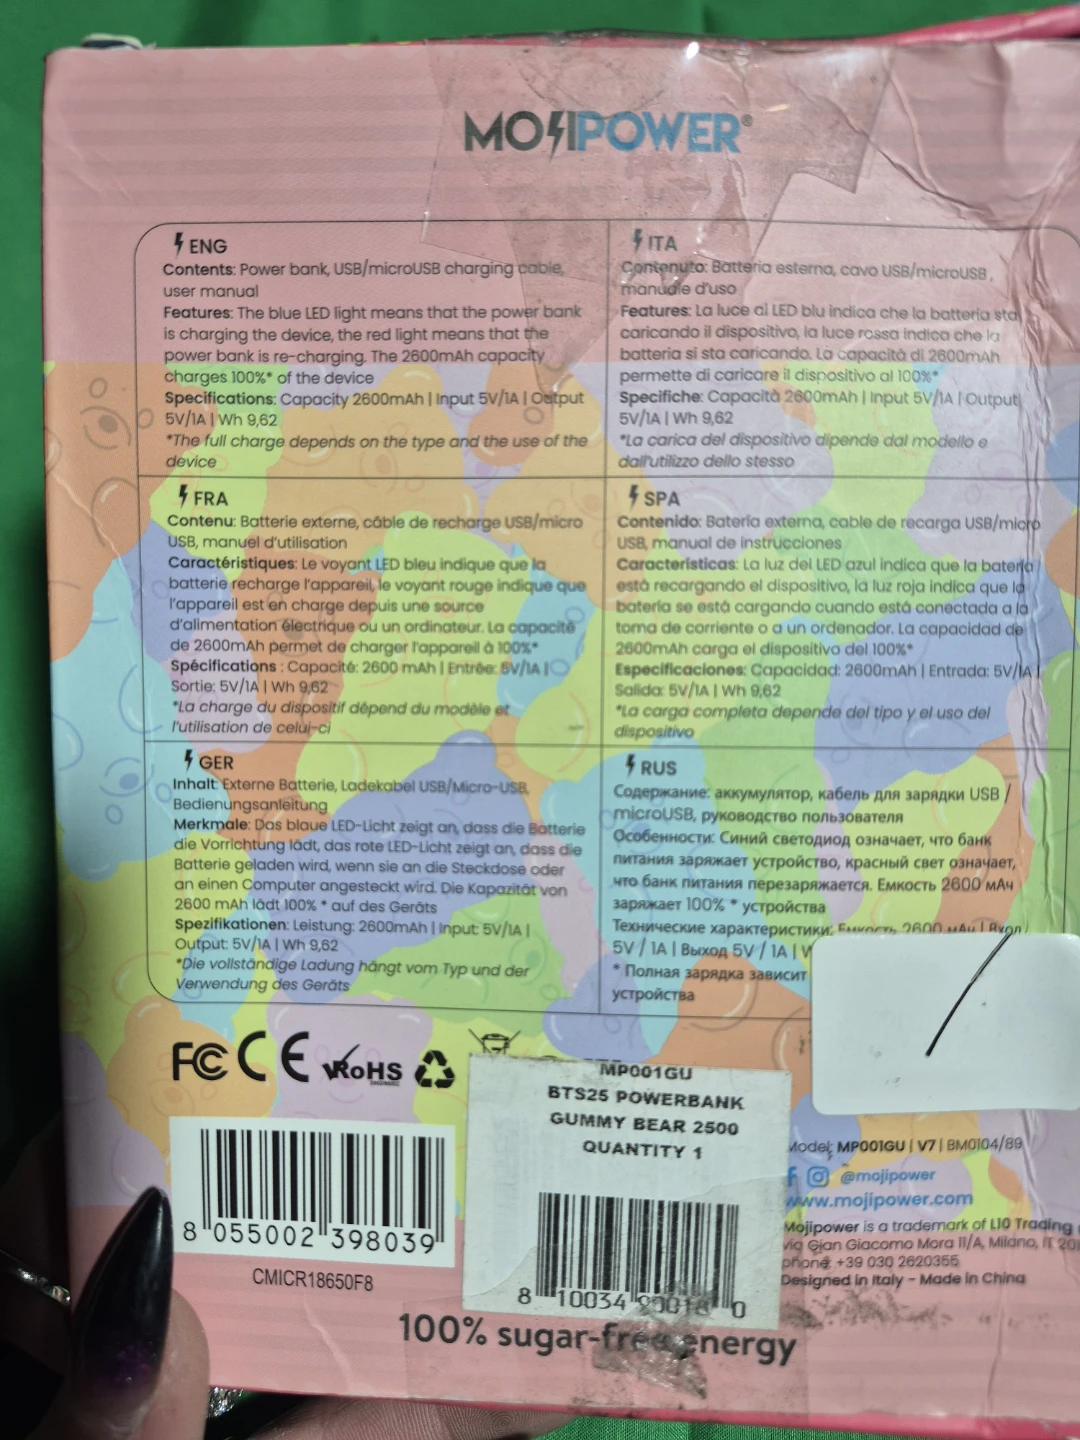 MOJIPOWER®
ENG
Contents: Power bank, USB/microUSB charging cable,
user manual
Features: The blue LED light means that the power bank
is charging the device, the red light means that the
power bank is re-charging. The 2600mAh capacity
charges 100%* of the device
Specifications: Capacity 2600mAh | Input 5V/1A | Output
5V/1A | Wh 9,62
*The full charge depends on the type and the use of the
device
ITA
Contenuto: Batteria esterna, cavo USB/microUSB,
manuale d'uso
Features: La luce al LED blu indica che la batteria sta
caricando il dispositivo, la luce rossa indica che la
batteria si sta caricando. La capacità di 2600mAh
permette di caricare il dispositivo al 100%*
Specifiche: Capacità 2600mAh | Input 5V/1A | Output
5V/1A | Wh 9,62
*La carica del dispositivo dipende dal modello e
dall'utilizzo dello stesso
FRA
Contenu: Batterie externe, câble de recharge USB/micro
USB, manuel d'utilisation
Caractéristiques: Le voyant LED bleu indique que la
batterie recharge l'appareil, le voyant rouge indique que
l'appareil est en charge depuis une source
d'alimentation électrique ou un ordinateur. La capacité
de 2600mAh permet de charger l'appareil à 100%*
Spécifications : Capacité: 2600 mAh | Entrée: 5V/1A |
Sortie: 5V/1A | Wh 9,62
*La charge du dispositif dépend du modèle et
l'utilisation de celui-ci
SPA
Contenido: Batería externa, cable de recarga USB/micro
USB, manual de instrucciones
Características: La luz del LED azul indica que la batería
está recargando el dispositivo, la luz roja indica que la
batería se está cargando cuando está conectada a la
toma de corriente o a un ordenador. La capacidad de
2600mAh carga el dispositivo del 100%*
Especificaciones: Capacidad: 2600mAh | Entrada: 5V/1A |
Salida: 5V/1A | Wh 9,62
*La carga completa depende del tipo y el uso del
dispositivo
GER
Inhalt: Externe Batterie, Ladekabel USB/Micro-USB,
Bedienungsanleitung
Merkmale: Das blaue LED-Licht zeigt an, dass die Batterie
die Vorrichtung lädt, das rote LED-Licht zeigt an, dass die
Batterie geladen wird, wenn sie an die Steckdose oder
an einen Computer angesteckt wird. Die Kapazität von
2600 mAh lädt 100% * auf des Geräts
Spezifikationen: Leistung: 2600mAh | Input: 5V/1A |
Output: 5V/1A | Wh 9,62
*Die vollständige Ladung hängt vom Typ und der
Verwendung des Geräts
RUS
Содержание: аккумулятор, кабель для зарядки USB /
microUSB, руководство пользователя
Особенности: Синий светодиод означает, что банк
питания заряжает устройство, красный свет означает,
что банк питания перезаряжается. Емкость 2600 мАч
заряжает 100% * устройства
Технические характеристики: Емкость 2600 мАч | Вход
5V / 1A | Выход 5V / 1A | W
* Полная зарядка зависит
устройства
FC CE RoHS
MP001GU
BTS25 POWERBANK
GUMMY BEAR 2500
QUANTITY 1
8 10034 0
8 055002 398039
CMICR18650F8
Model: MP001GU | V7 | BM0104/89
@mojipower
www.mojipower.com
Mojipower is a trademark of L10 Trading
via Gian Giacomo Mora 11/A, Milano, IT 20
phone: +39 030 2620355
Designed in Italy - Made in China
100% sugar-free energy